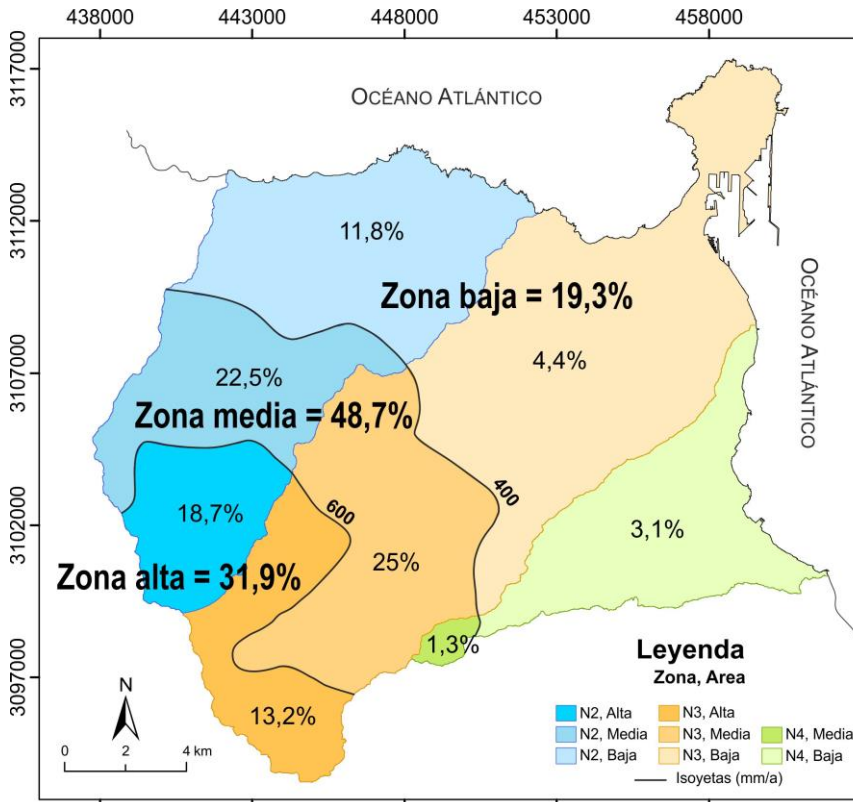 438000 443000 448000 453000 458000
3117000
3112000
3107000
3102000
3097000
OCÉANO ATLÁNTICO
OCÉANO ATLÁNTICO
11,8%
Zona baja = 19,3%
4,4%
22,5%
Zona media = 48,7%
18,7%
600
400
3,1%
25%
Zona alta = 31,9%
1,3%
13,2%
N
0 2 4 km
Leyenda
Zona, Area
N2, Alta N3, Alta
N2, Media N3, Media N4, Media
N2, Baja N3, Baja N4, Baja
Isoyetas (mm/a)